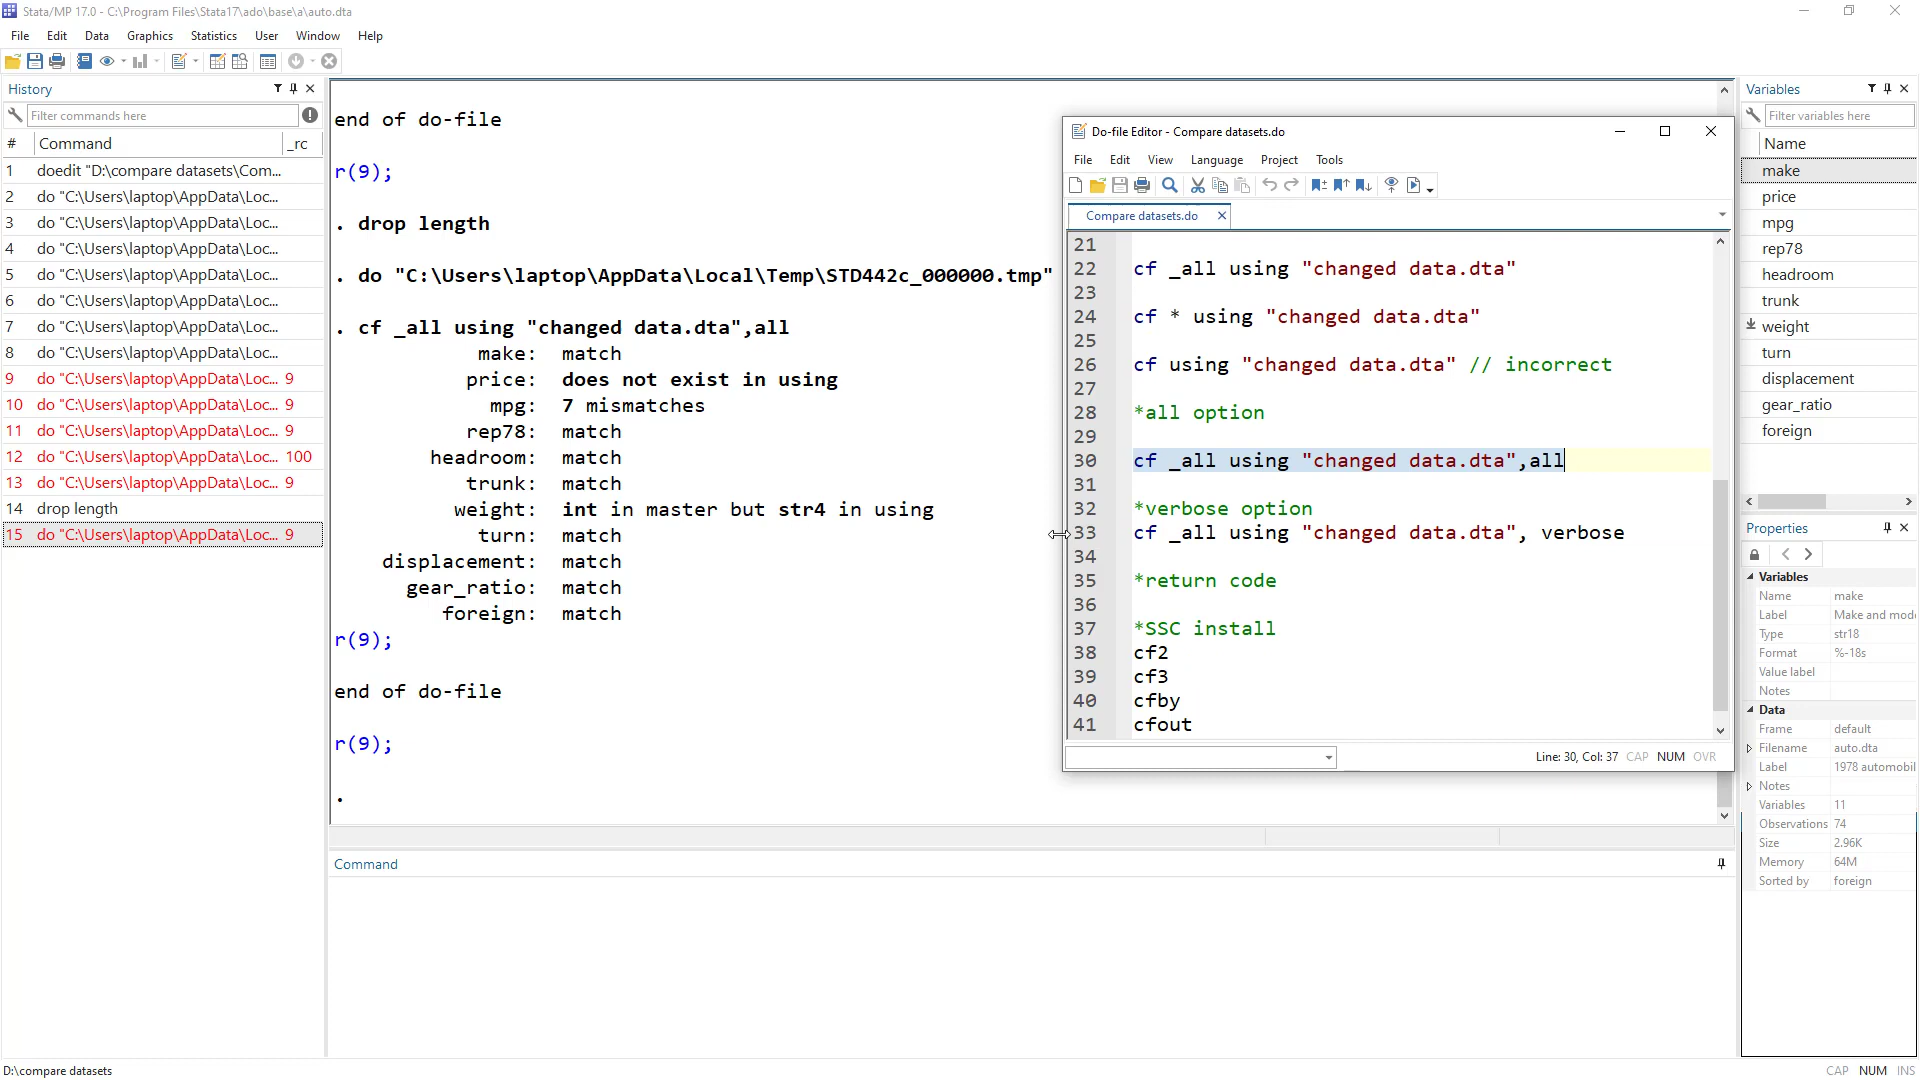 Stata/MP 17.0 - C:\Program Files\Stata17\ado\base\a\auto.dta
File Edit Data Graphics Statistics User Window Help
History
Filter commands here
# Command _rc
1 doedit "D:\compare datasets\Com...
2 do "C:\Users\laptop\AppData\Loc...
3 do "C:\Users\laptop\AppData\Loc...
4 do "C:\Users\laptop\AppData\Loc...
5 do "C:\Users\laptop\AppData\Loc...
6 do "C:\Users\laptop\AppData\Loc...
7 do "C:\Users\laptop\AppData\Loc...
8 do "C:\Users\laptop\AppData\Loc...
9 do "C:\Users\laptop\AppData\Loc... 9
10 do "C:\Users\laptop\AppData\Loc... 9
11 do "C:\Users\laptop\AppData\Loc... 9
12 do "C:\Users\laptop\AppData\Loc... 100
13 do "C:\Users\laptop\AppData\Loc... 9
14 drop length
15 do "C:\Users\laptop\AppData\Loc... 9
end of do-file
r(9);
. drop length
. do "C:\Users\laptop\AppData\Local\Temp\STD442c_000000.tmp"
. cf _all using "changed data.dta",all
make: match
price: does not exist in using
mpg: 7 mismatches
rep78: match
headroom: match
trunk: match
weight: int in master but str4 in using
turn: match
displacement: match
gear_ratio: match
foreign: match
r(9);
end of do-file
r(9);
.
Command
Do-file Editor - Compare datasets.do
File Edit View Language Project Tools
Compare datasets.do
21
22 cf _all using "changed data.dta"
23
24 cf * using "changed data.dta"
25
26 cf using "changed data.dta" // incorrect
27
28 *all option
29
30 cf _all using "changed data.dta",all
31
32 *verbose option
33 cf _all using "changed data.dta", verbose
34
35 *return code
36
37 *SSC install
38 cf2
39 cf3
40 cfby
41 cfout
Line: 30, Col: 37 CAP NUM OVR
Variables
Filter variables here
Name
make
price
mpg
rep78
headroom
trunk
weight
turn
displacement
gear_ratio
foreign
Properties
Variables
Name make
Label Make and mod
Type str18
Format %-18s
Value label
Notes
Data
Frame default
Filename auto.dta
Label 1978 automobil
Notes
Variables 11
Observations 74
Size 2.96K
Memory 64M
Sorted by foreign
D:\compare datasets
CAP NUM INS